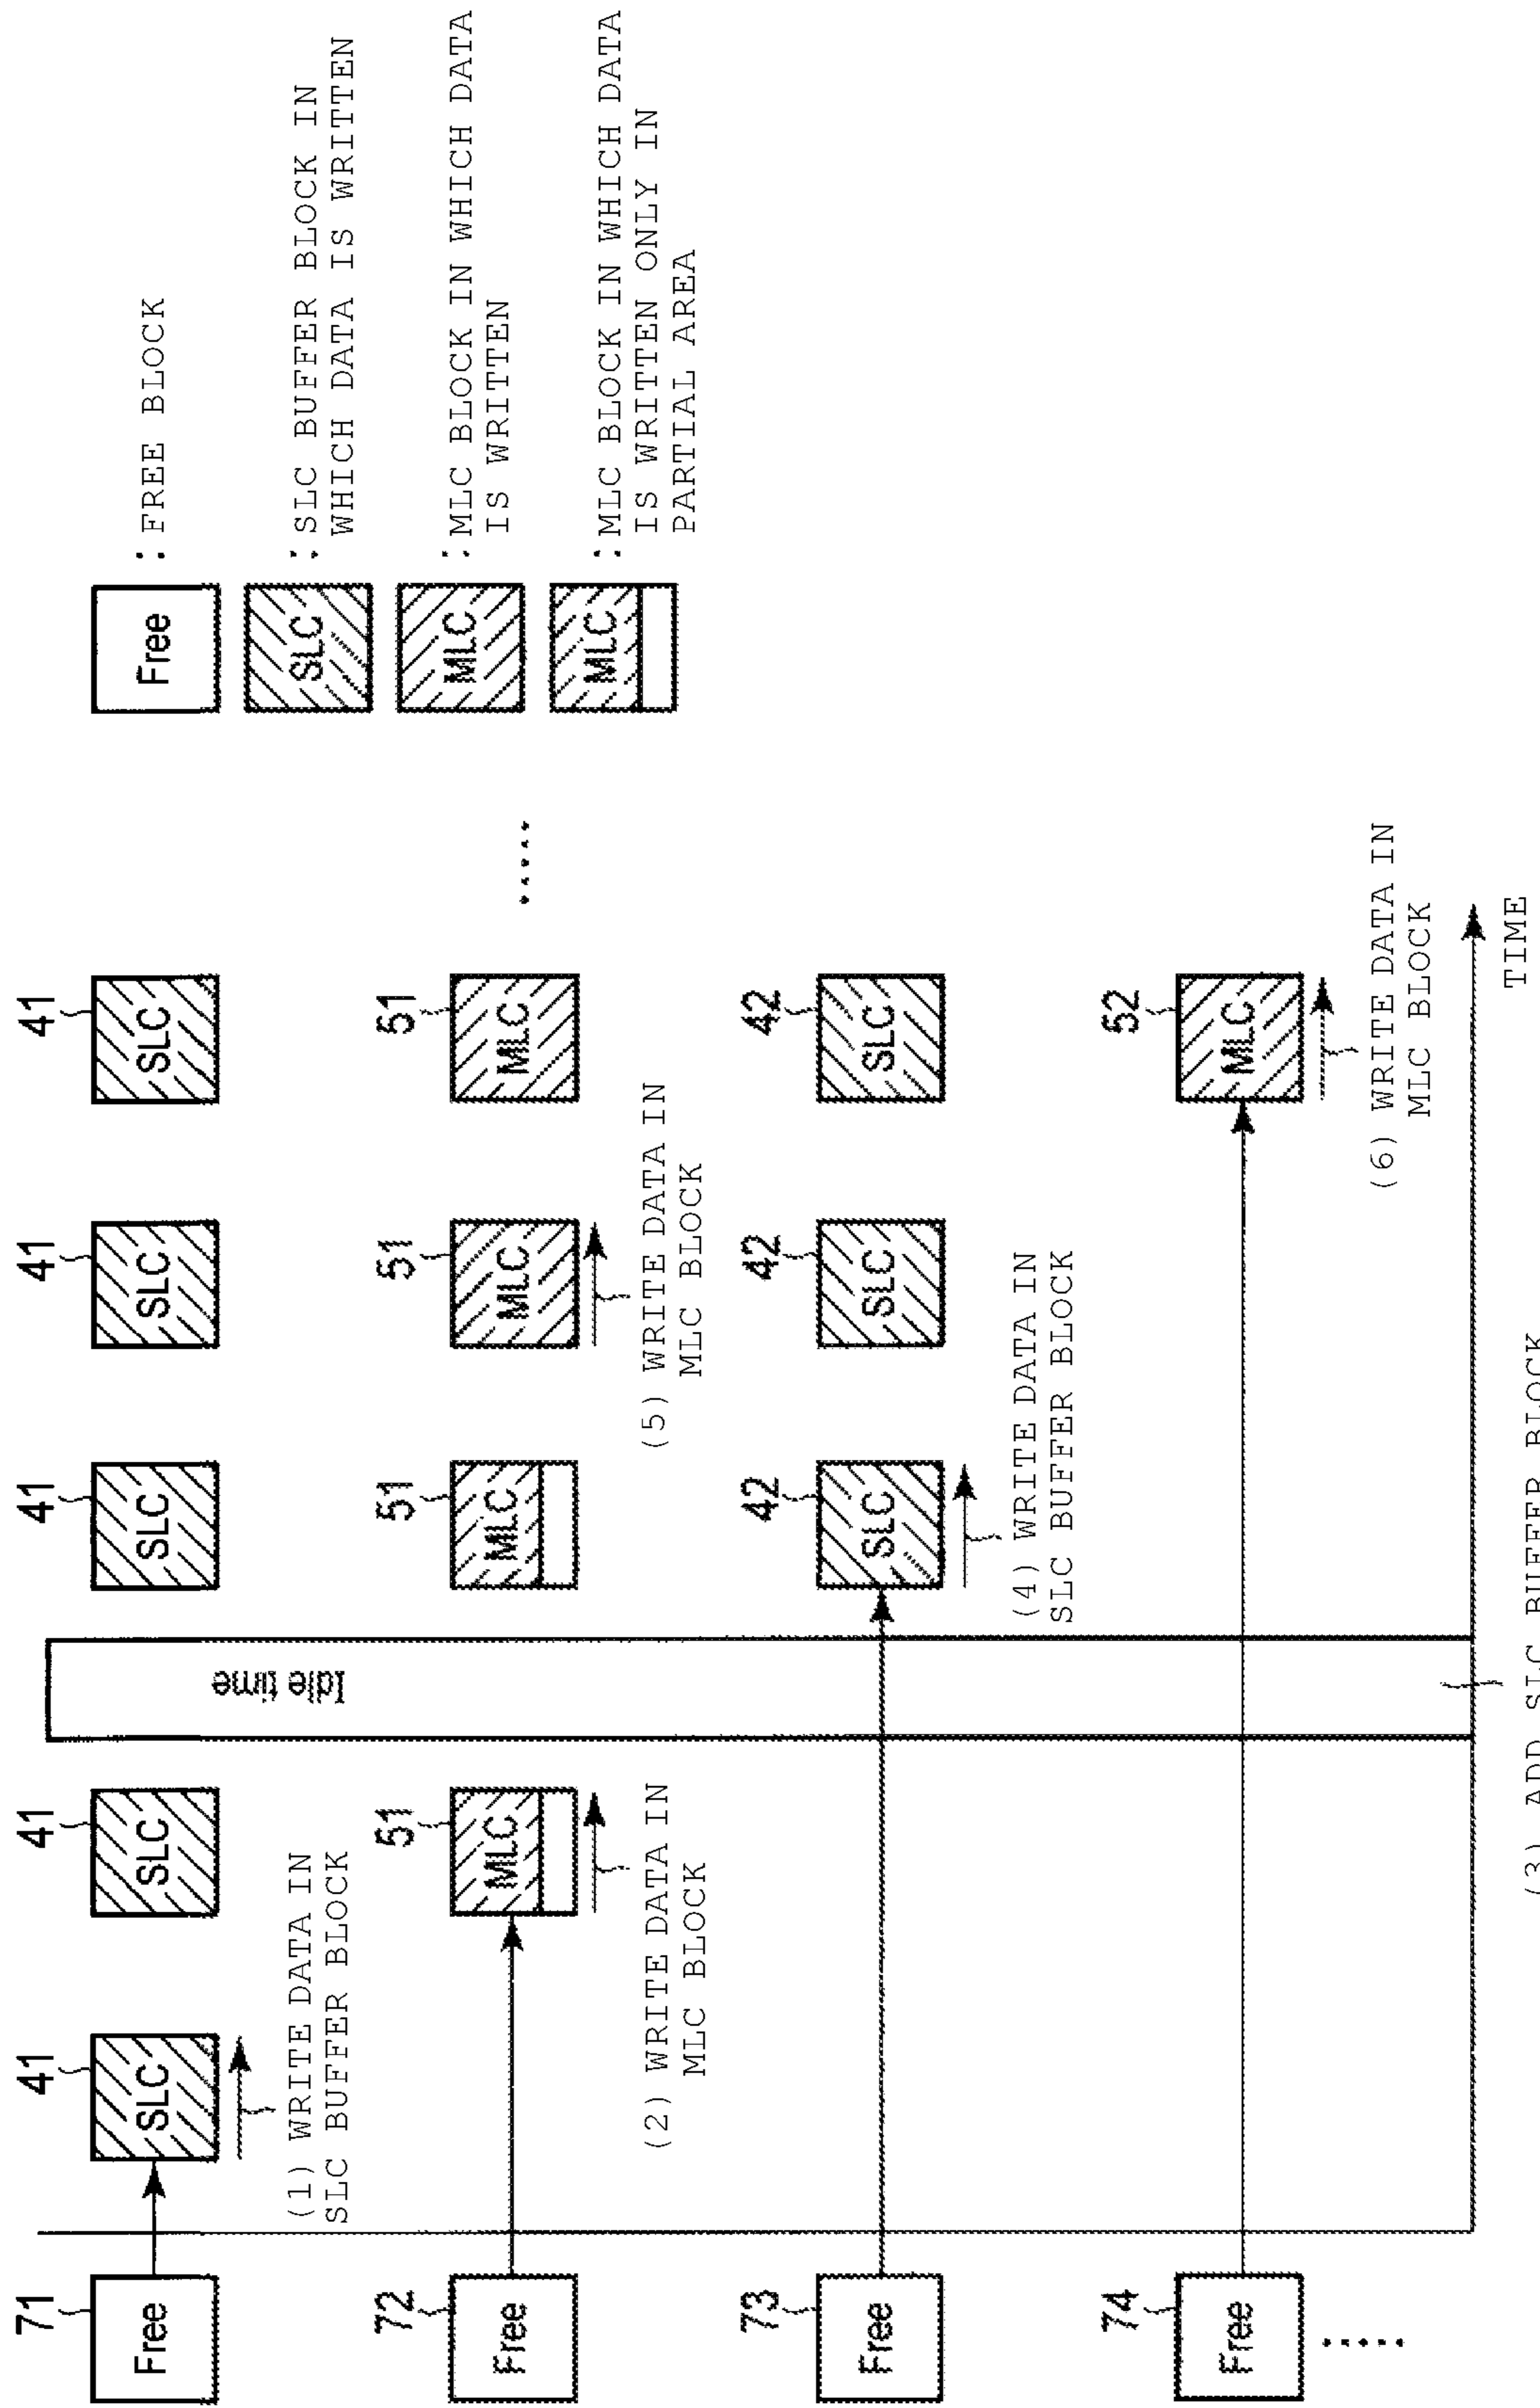 71
Free
41
SLC
41
SLC
41
SLC
41
SLC
41
SLC
(1) WRITE DATA IN
SLC BUFFER BLOCK
Idle time
72
Free
51
MLC
51
MLC
51
MLC
51
MLC
.....
(2) WRITE DATA IN
MLC BLOCK
(5) WRITE DATA IN
MLC BLOCK
73
Free
42
SLC
42
SLC
42
SLC
(4) WRITE DATA IN
SLC BUFFER BLOCK
74
Free
52
MLC
(6) WRITE DATA IN
MLC BLOCK
.....
TIME
(3) ADD SLC BUFFER BLOCK
Free
: FREE BLOCK
SLC
: SLC BUFFER BLOCK IN
WHICH DATA IS WRITTEN
MLC
: MLC BLOCK IN WHICH DATA
IS WRITTEN
MLC
: MLC BLOCK IN WHICH DATA
IS WRITTEN ONLY IN
PARTIAL AREA